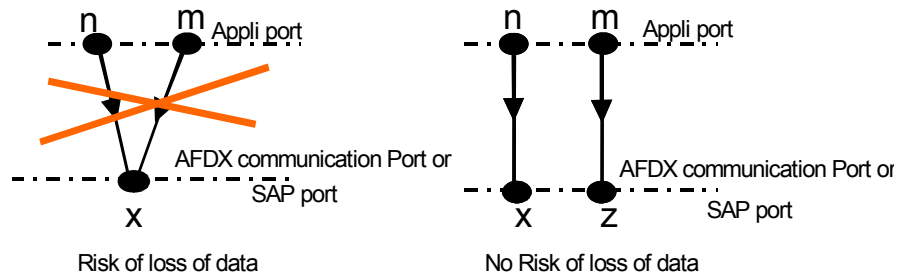 n m Appli port
AFDX communication Port or
SAP port
x
Risk of loss of data
n m Appli port
AFDX communication Port or
SAP port
x z
No Risk of loss of data